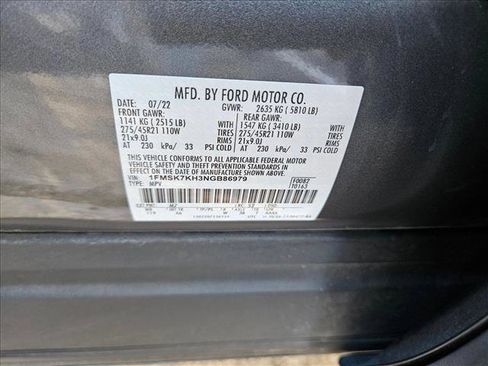 MFD. BY FORD MOTOR CO.
DATE: 07/22 GVWR: 2635 KG ( 5810 LB)
FRONT GAWR: REAR GAWR:
1141 KG ( 2515 LB) 1547 KG ( 3410 LB)
275/45R21 110W TIRES 275/45R21 110W
21x9.0J RIMS 21x9.0J
AT 230 kPa/ 33 PSI COLD AT 230 kPa/ 33 PSI COLD
THIS VEHICLE CONFORMS TO ALL APPLICABLE FEDERAL MOTOR
VEHICLE SAFETY AND THEFT PREVENTION STANDARDS IN EFFECT
ON THE DATE OF MANUFACTURE SHOWN ABOVE.
VIN: 1FMSK7KH3NGB86979 F0082
TYPE: MPV T0163